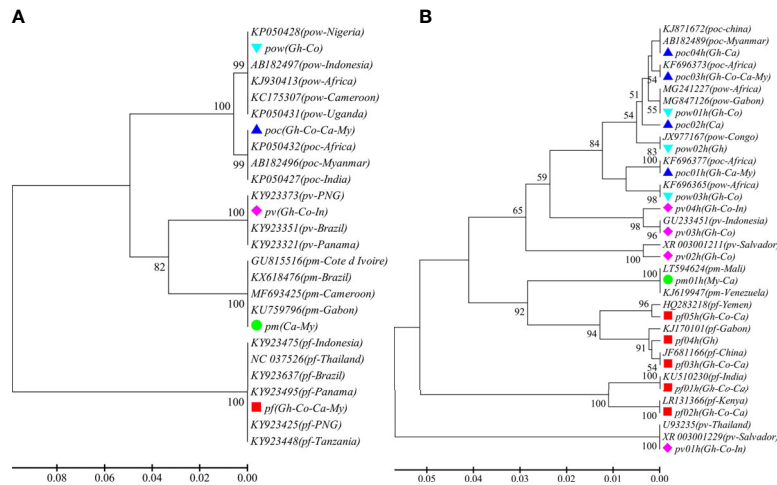 A
KP050428(pow-Nigeria)
pow(Gh-Co)
AB182497(pow-Indonesia)
99
KJ930413(pow-Africa)
KC175307(pow-Cameroon)
100
KP050431(pow-Uganda)
poc(Gh-Co-Ca-My)
KP050432(poc-Africa)
99
AB182496(poc-Myanmar)
KP050427(poc-India)
KY923373(pv-PNG)
100
pv(Gh-Co-In)
KY923351(pv-Brazil)
KY923321(pv-Panama)
82
GU815516(pm-Cote d Ivoire)
KX618476(pm-Brazil)
MF693425(pm-Cameroon)
100
KU759796(pm-Gabon)
pm(Ca-My)
KY923475(pf-Indonesia)
NC 037526(pf-Thailand)
KY923637(pf-Brazil)
KY923495(pf-Panama)
100
pf(Gh-Co-Ca-My)
KY923425(pf-PNG)
KY923448(pf-Tanzania)
0.08 0.06 0.04 0.02 0.00
B
KJ871672(poc-china)
AB182489(poc-Myanmar)
poc04h(Gh-Ca)
KF696373(poc-Africa)
54
poc03h(Gh-Co-Ca-My)
MG241227(pow-Africa)
51
MG847126(pow-Gabon)
55
pow01h(Gh-Co)
54
poc02h(Ca)
JX977167(pow-Congo)
84
83
pow02h(Gh)
100
KF696377(poc-Africa)
poc01h(Gh-Ca-My)
59
KF696365(pow-Africa)
98
pow03h(Gh-Co)
65
pv04h(Gh-Co-In)
98
GU233451(pv-Indonesia)
96
pv03h(Gh-Co)
XR 003001211(pv-Salvador)
100
pv02h(Gh-Co)
LT594624(pm-Mali)
100
pm01h(My-Ca)
KJ619947(pm-Venezuela)
92
96
HQ283218(pf-Yemen)
pf05h(Gh-Co-Ca)
94
KJ170101(pf-Gabon)
pf04h(Gh)
91
JF681166(pf-China)
54
pf03h(Gh-Co-Ca)
100
KU510230(pf-India)
pf01h(Gh-Co-Ca)
100
LR131366(pf-Kenya)
100
pf02h(Gh-Co-Ca)
U93235(pv-Thailand)
XR 003001229(pv-Salvador)
100
pv01h(Gh-Co-In)
0.05 0.04 0.03 0.02 0.01 0.00